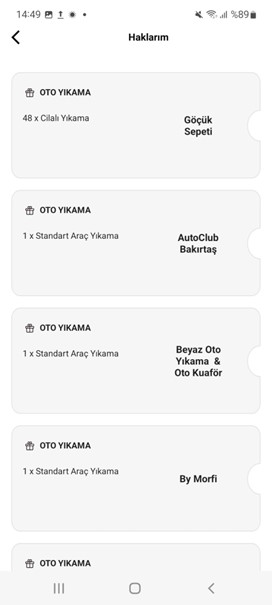 14:49
%89
Haklarım
OTO YIKAMA
48 x Cilalı Yıkama
Göçük
Sepeti
OTO YIKAMA
1 x Standart Araç Yıkama
AutoClub
Bakırtaş
OTO YIKAMA
1 x Standart Araç Yıkama
Beyaz Oto
Yıkama &
Oto Kuaför
OTO YIKAMA
1 x Standart Araç Yıkama
By Morfi
OTO YIKAMA